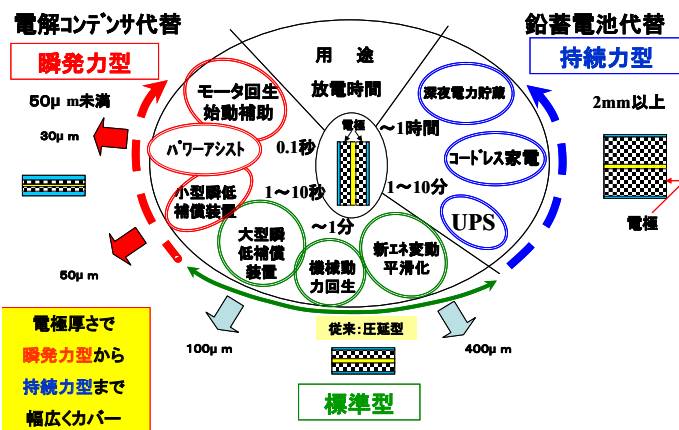 電解コンデンサ代替
瞬発力型
50μm未満
30μm
50μm
鉛蓄電池代替
持続力型
2mm以上
電極
用 途
放電時間
電極
0.1秒
1～10秒
～1分
1～10分
～1時間
モータ回生
始動補助
パワーアシスト
小型瞬低
補償装置
大型瞬
低補償
装置
機械動
力回生
新エネ変動
平滑化
UPS
コードレス家電
深夜電力貯蔵
100μm
400μm
従来:圧延型
標準型
電極厚さで
瞬発力型から
持続力型まで
幅広くカバー